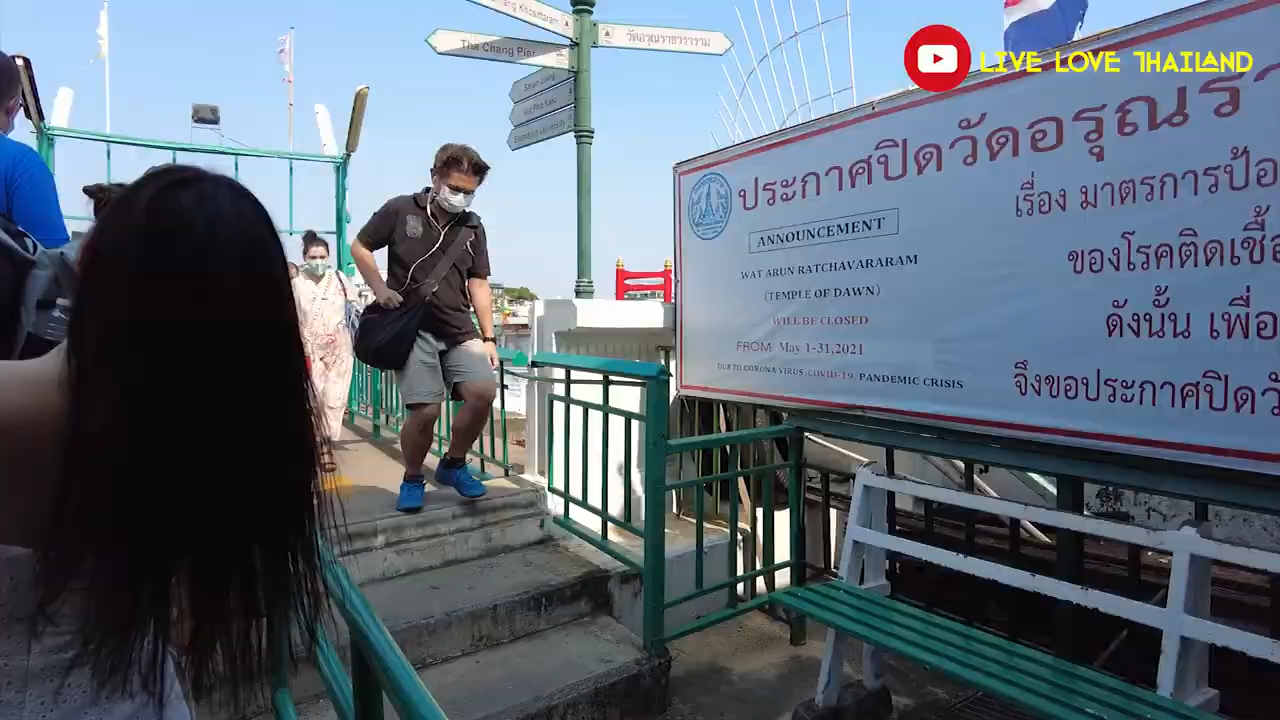 Tha Chang Pier
วัดอรุณราชวราราม
LIVE LOVE THAILAND
ประกาศปิดวัดอรุณรา
ANNOUNCEMENT
WAT ARUN RATCHAVARARAM
(TEMPLE OF DAWN)
WILL BE CLOSED
FROM May 1-31,2021
DUE TO CORONA VIRUS (COVID-19) PANDEMIC CRISIS
เรื่อง มาตรการป้อ
ของโรคติดเชื้อ
ดังนั้น เพื่อ
จึงขอประกาศปิดวั